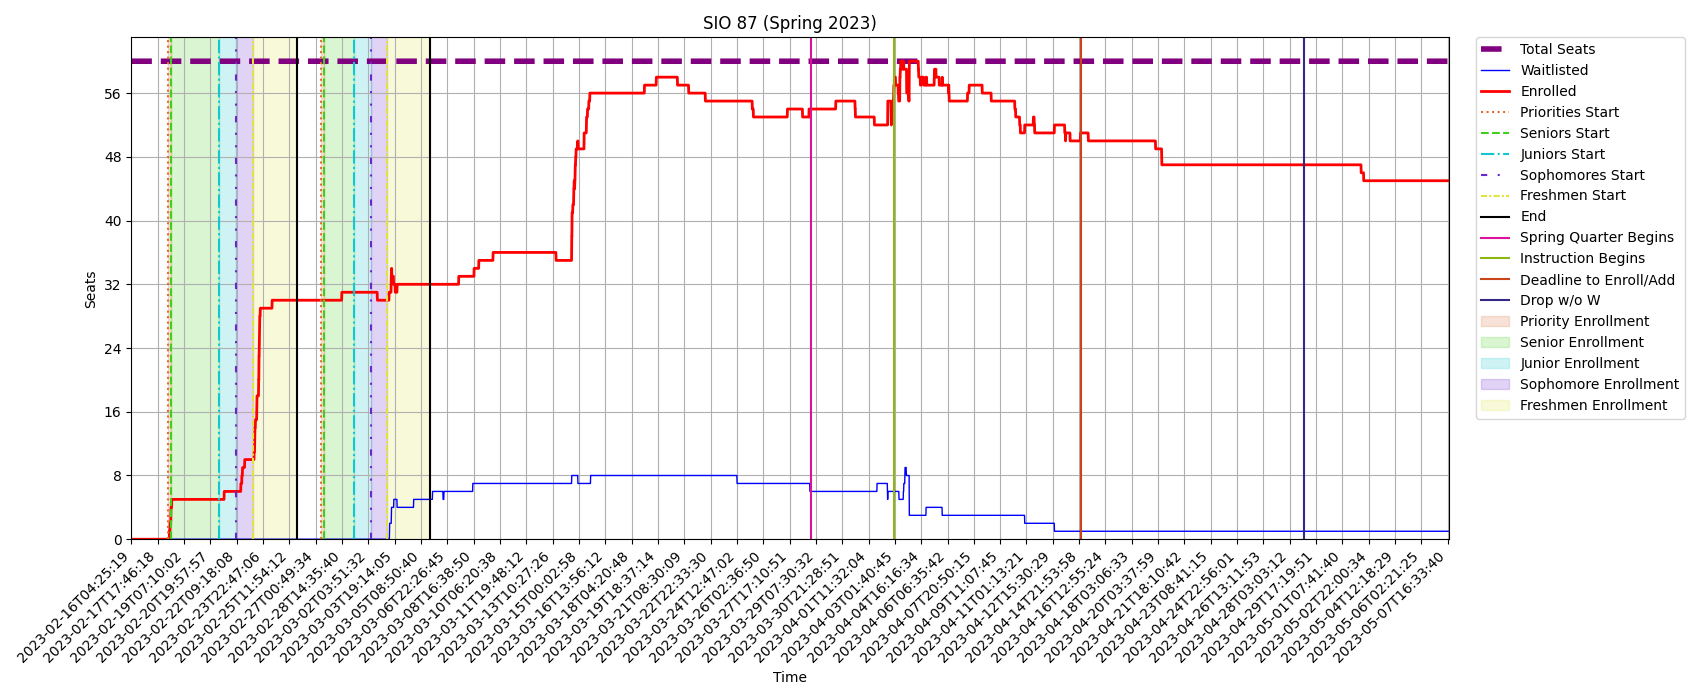 SIO 87 (Spring 2023)
Seats
56
48
40
32
24
16
8
0
2023-02-16T04:25:19
2023-02-17T17:46:18
2023-02-19T07:10:02
2023-02-20T19:57:57
2023-02-22T09:18:08
2023-02-23T22:47:06
2023-02-25T11:54:12
2023-02-27T00:49:34
2023-02-28T14:35:40
2023-03-02T03:51:32
2023-03-03T19:14:05
2023-03-05T08:50:40
2023-03-06T22:26:45
2023-03-08T16:38:50
2023-03-10T06:20:38
2023-03-11T19:48:12
2023-03-13T10:27:26
2023-03-15T00:02:58
2023-03-16T13:56:12
2023-03-18T04:20:48
2023-03-19T18:37:14
2023-03-21T08:30:09
2023-03-22T22:33:30
2023-03-24T12:47:02
2023-03-26T02:36:50
2023-03-27T17:10:51
2023-03-29T07:30:32
2023-03-30T21:28:51
2023-04-01T11:32:04
2023-04-03T01:40:45
2023-04-04T16:16:34
2023-04-06T06:35:42
2023-04-07T20:50:15
2023-04-09T11:07:45
2023-04-11T01:13:21
2023-04-12T15:30:29
2023-04-14T21:53:58
2023-04-16T12:55:24
2023-04-18T03:06:33
2023-04-20T03:37:59
2023-04-21T18:10:42
2023-04-23T08:41:15
2023-04-24T22:56:01
2023-04-26T13:11:53
2023-04-28T03:03:12
2023-04-29T17:19:51
2023-05-01T07:41:40
2023-05-02T22:00:34
2023-05-04T12:18:29
2023-05-06T02:21:25
2023-05-07T16:33:40
Time
Total Seats
Waitlisted
Enrolled
Priorities Start
Seniors Start
Juniors Start
Sophomores Start
Freshmen Start
End
Spring Quarter Begins
Instruction Begins
Deadline to Enroll/Add
Drop w/o W
Priority Enrollment
Senior Enrollment
Junior Enrollment
Sophomore Enrollment
Freshmen Enrollment